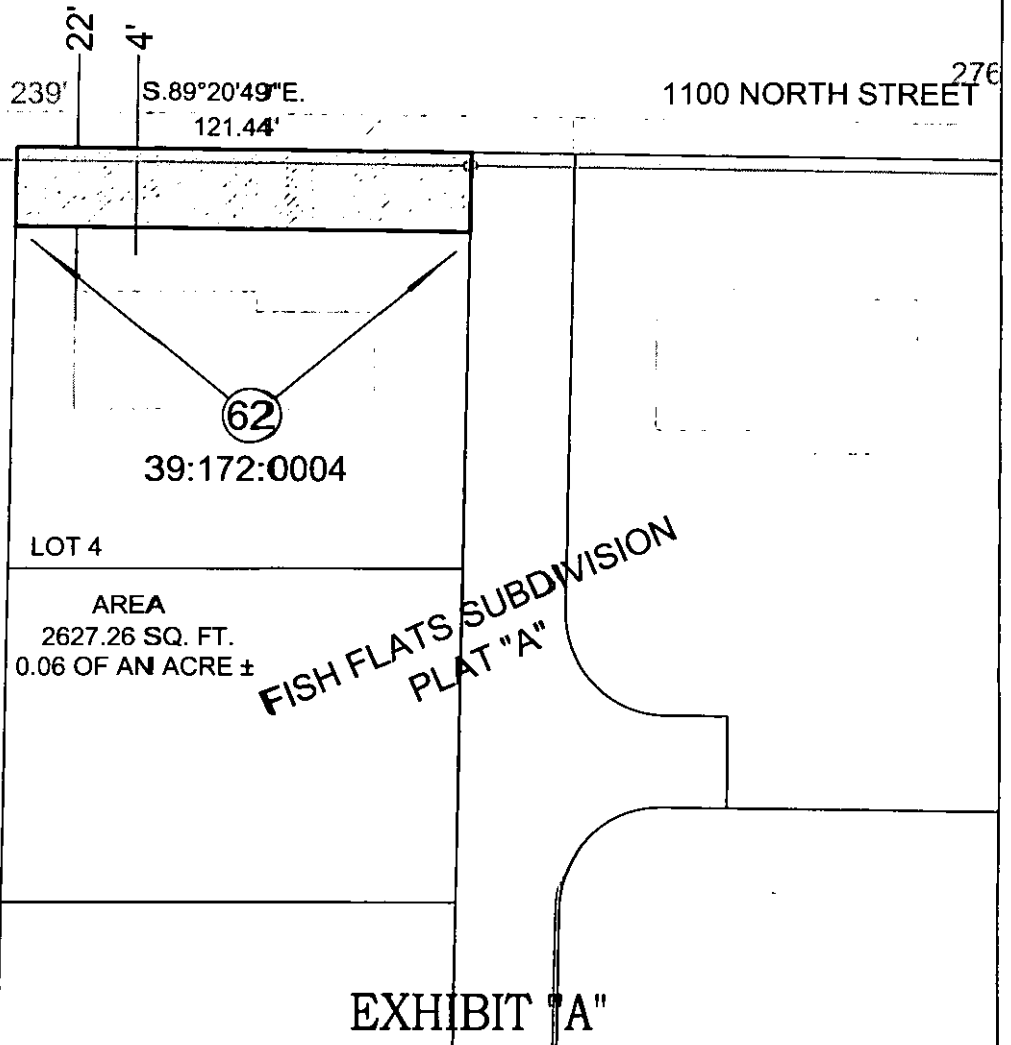 22'
4'
239'
S.89°20'49"E.
121.44'
276
1100 NORTH STREET
62
39:172:0004
LOT 4
AREA
2627.26 SQ. FT.
0.06 OF AN ACRE ±
FISH FLATS SUBDIVISION
PLAT "A"
EXHIBIT "A"